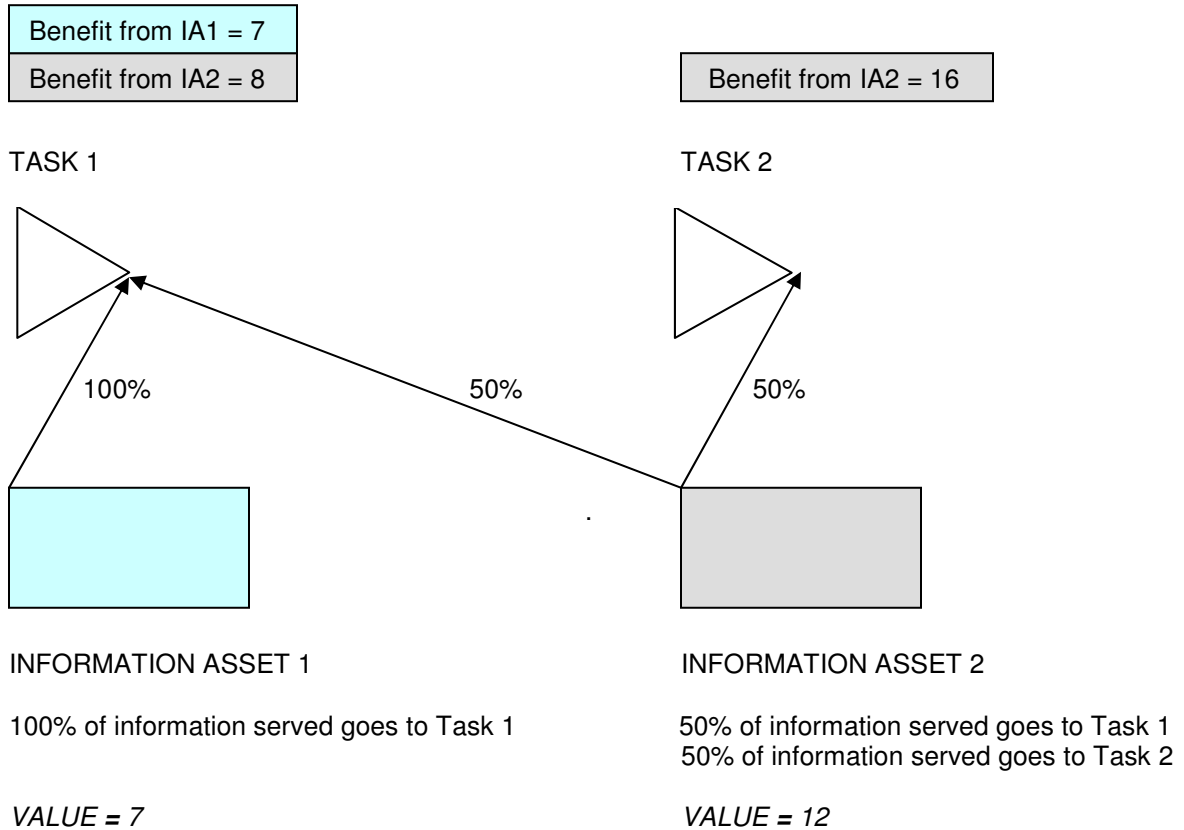 Benefit from IA1 = 7
Benefit from IA2 = 8
Benefit from IA2 = 16
TASK 1
TASK 2
100%
50%
50%
.
INFORMATION ASSET 1
INFORMATION ASSET 2
100% of information served goes to Task 1
50% of information served goes to Task 1
50% of information served goes to Task 2
VALUE = 7
VALUE = 12